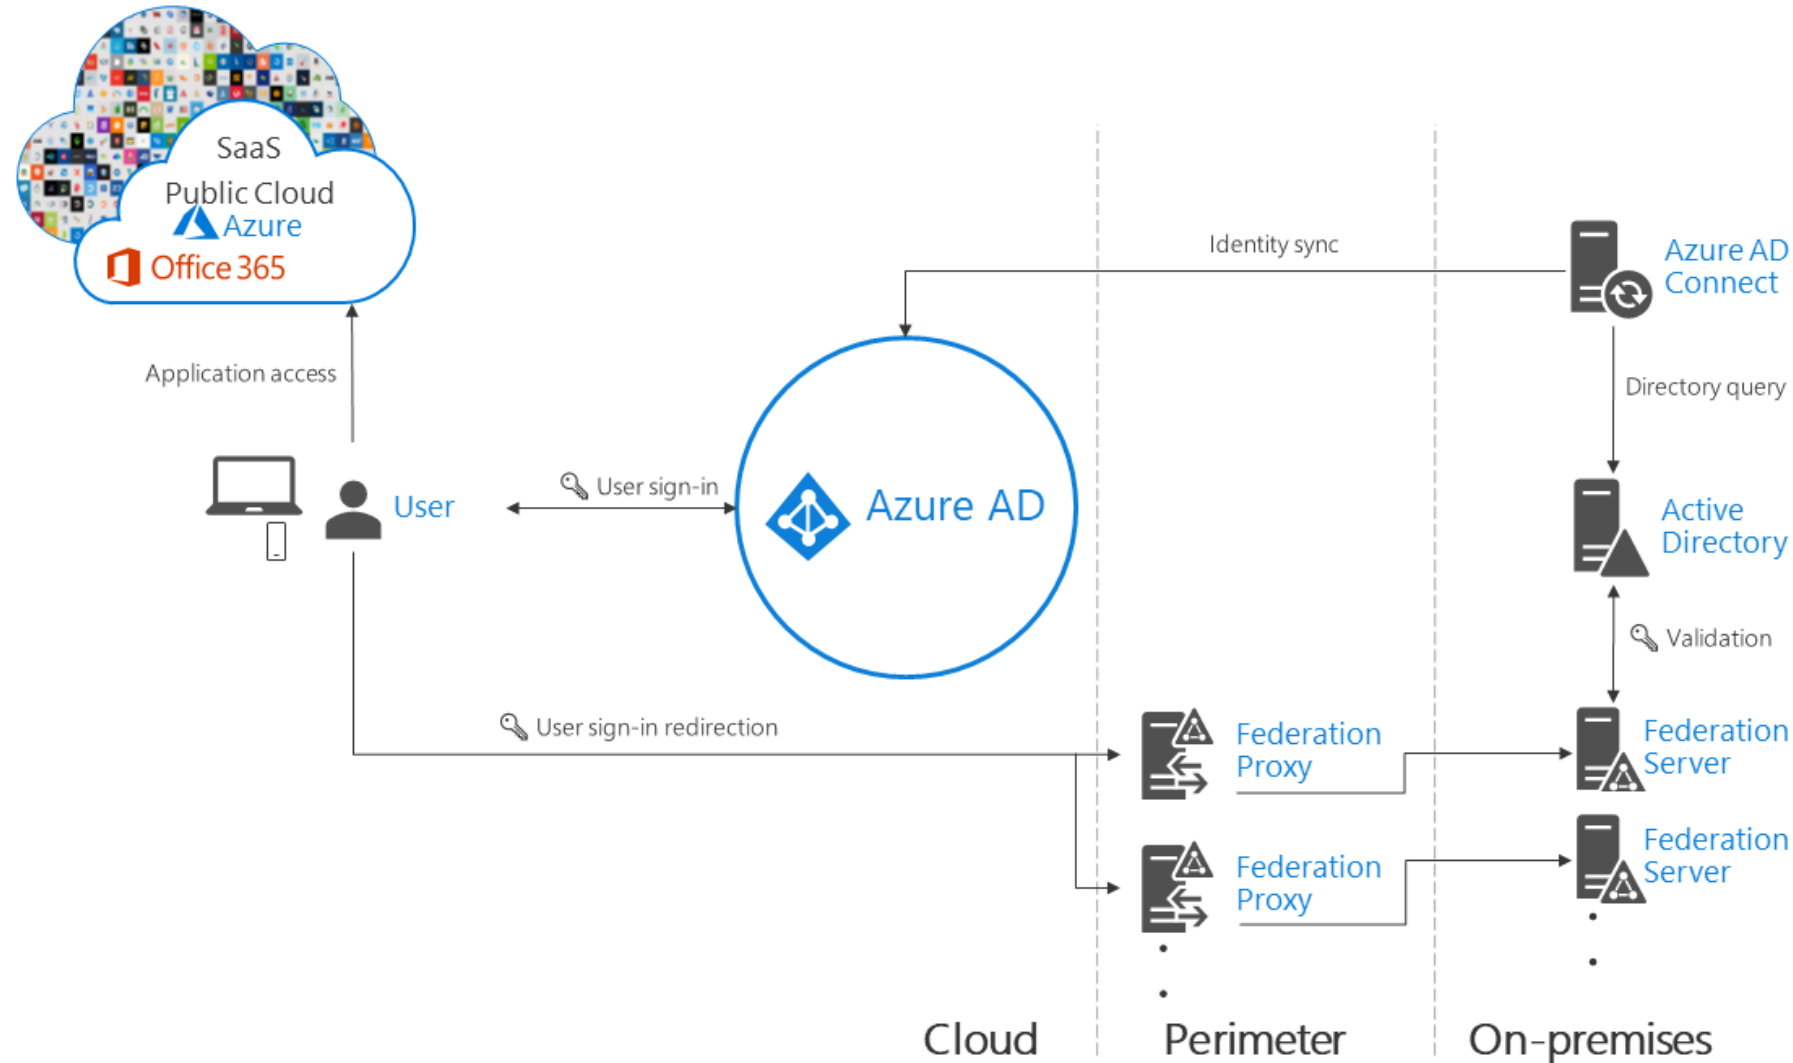 SaaS
Public Cloud
Azure
Office 365
Identity sync
Azure AD
Connect
Application access
Directory query
User
User sign-in
Azure AD
Active
Directory
Validation
User sign-in redirection
Federation
Proxy
Federation
Server
Federation
Proxy
Federation
Server
Cloud
Perimeter
On-premises